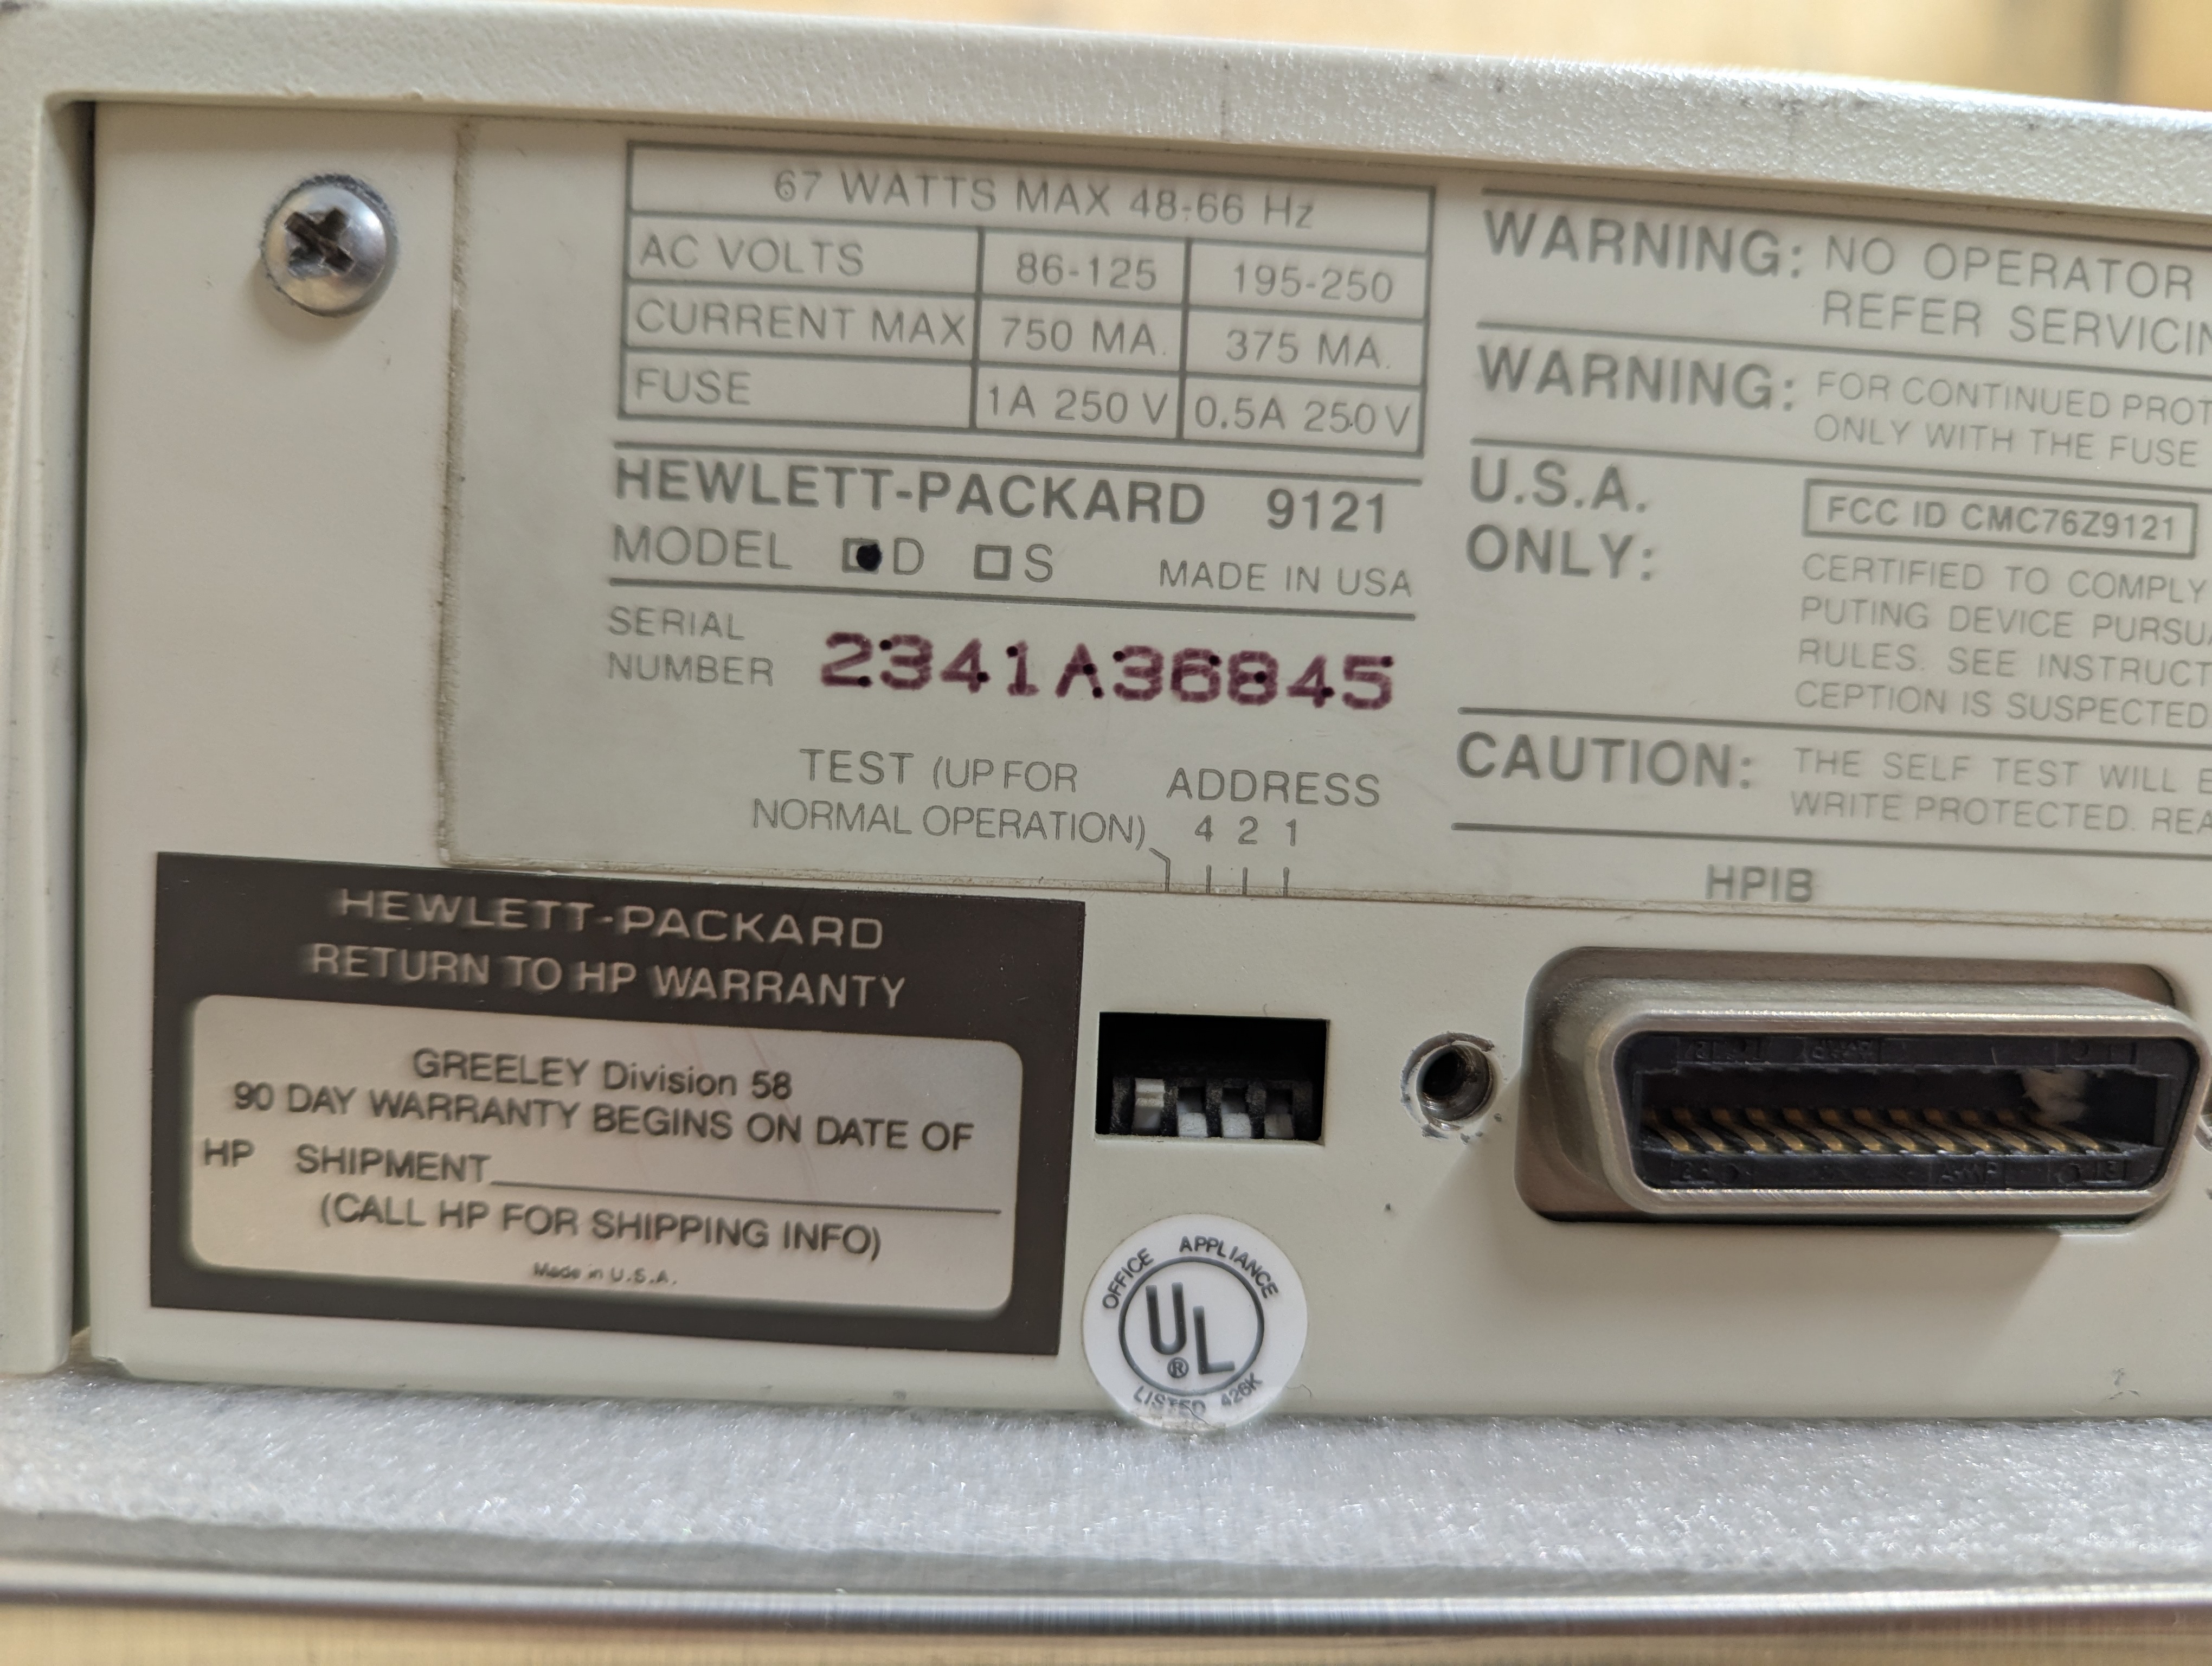 67 WATTS MAX 48-66 Hz
AC VOLTS 86-125 195-250
CURRENT MAX 750 MA. 375 MA.
FUSE 1A 250 V 0.5A 250 V
HEWLETT-PACKARD 9121
MODEL D S MADE IN USA
SERIAL
NUMBER 2341A36845
TEST (UP FOR
NORMAL OPERATION)
ADDRESS
4 2 1
WARNING: NO OPERATOR
REFER
WARNING: FOR CONTINUED
ONLY WITH THE FUSE
U.S.A.
ONLY:
FCC ID CMC76Z9121
CERTIFIED TO COMPLY
PUTING DEVICE
RULES. SEE
CEPTION IS SUSPECTED
CAUTION: THE SELF TEST WILL
WRITE PROTECTED.
HPIB
HEWLETT-PACKARD
RETURN TO HP WARRANTY
GREELEY Division 58
90 DAY WARRANTY BEGINS ON DATE OF
HP SHIPMENT
(CALL HP FOR SHIPPING INFO)
Made in U.S.A.
OFFICE APPLIANCE
UL
®
LISTED 426K